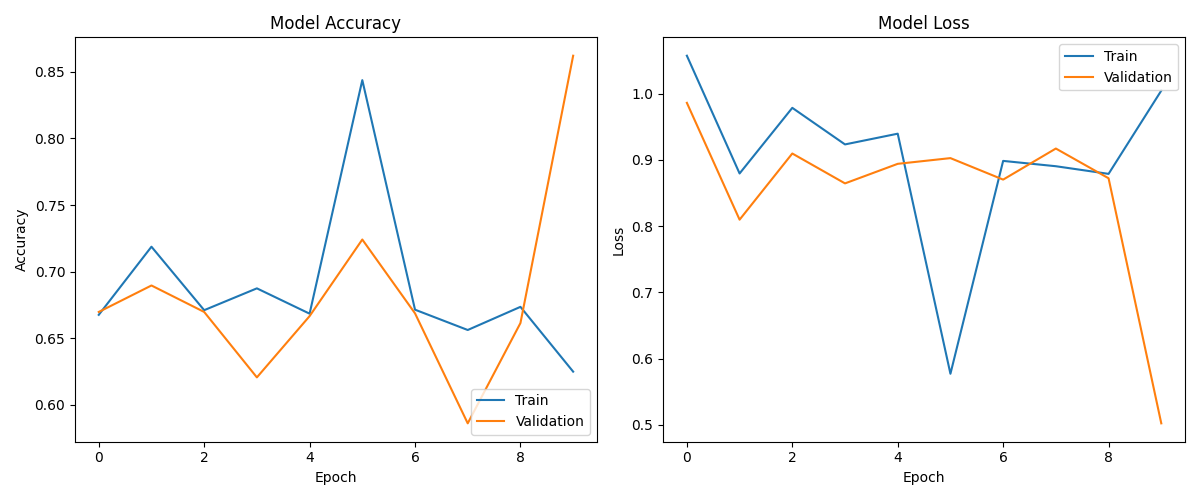 Model Accuracy
Accuracy
0.85
0.80
0.75
0.70
0.65
0.60
0 2 4 6 8
Epoch
Train
Validation
Model Loss
Loss
1.0
0.9
0.8
0.7
0.6
0.5
0 2 4 6 8
Epoch
Train
Validation